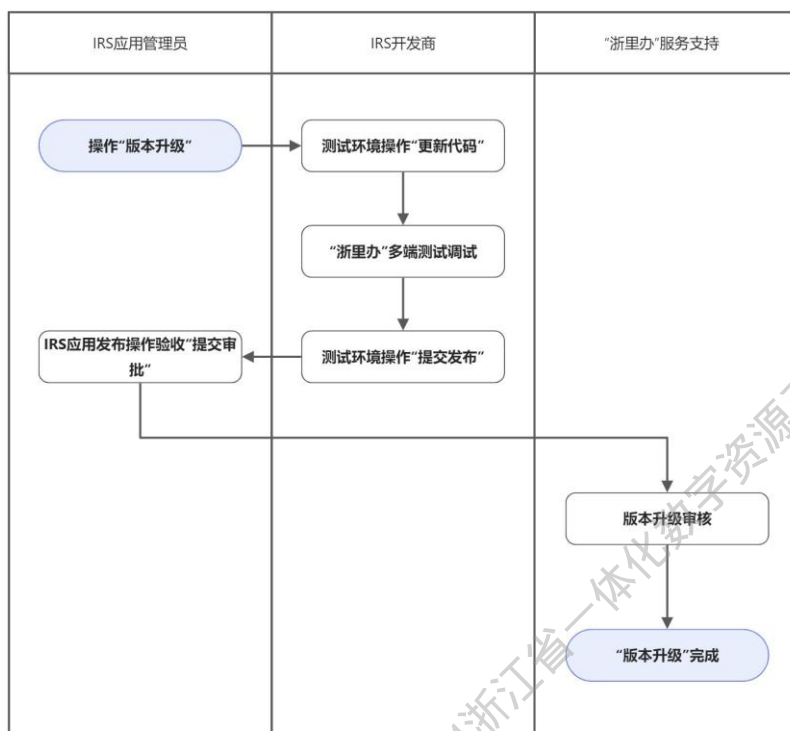 IRS应用管理员
IRS开发商
“浙里办”服务支持
操作“版本升级”
测试环境操作“更新代码”
“浙里办”多端测试调试
IRS应用发布操作验收“提交审
批”
测试环境操作“提交发布”
版本升级审核
“版本升级”完成
浙江省一体化数字资源